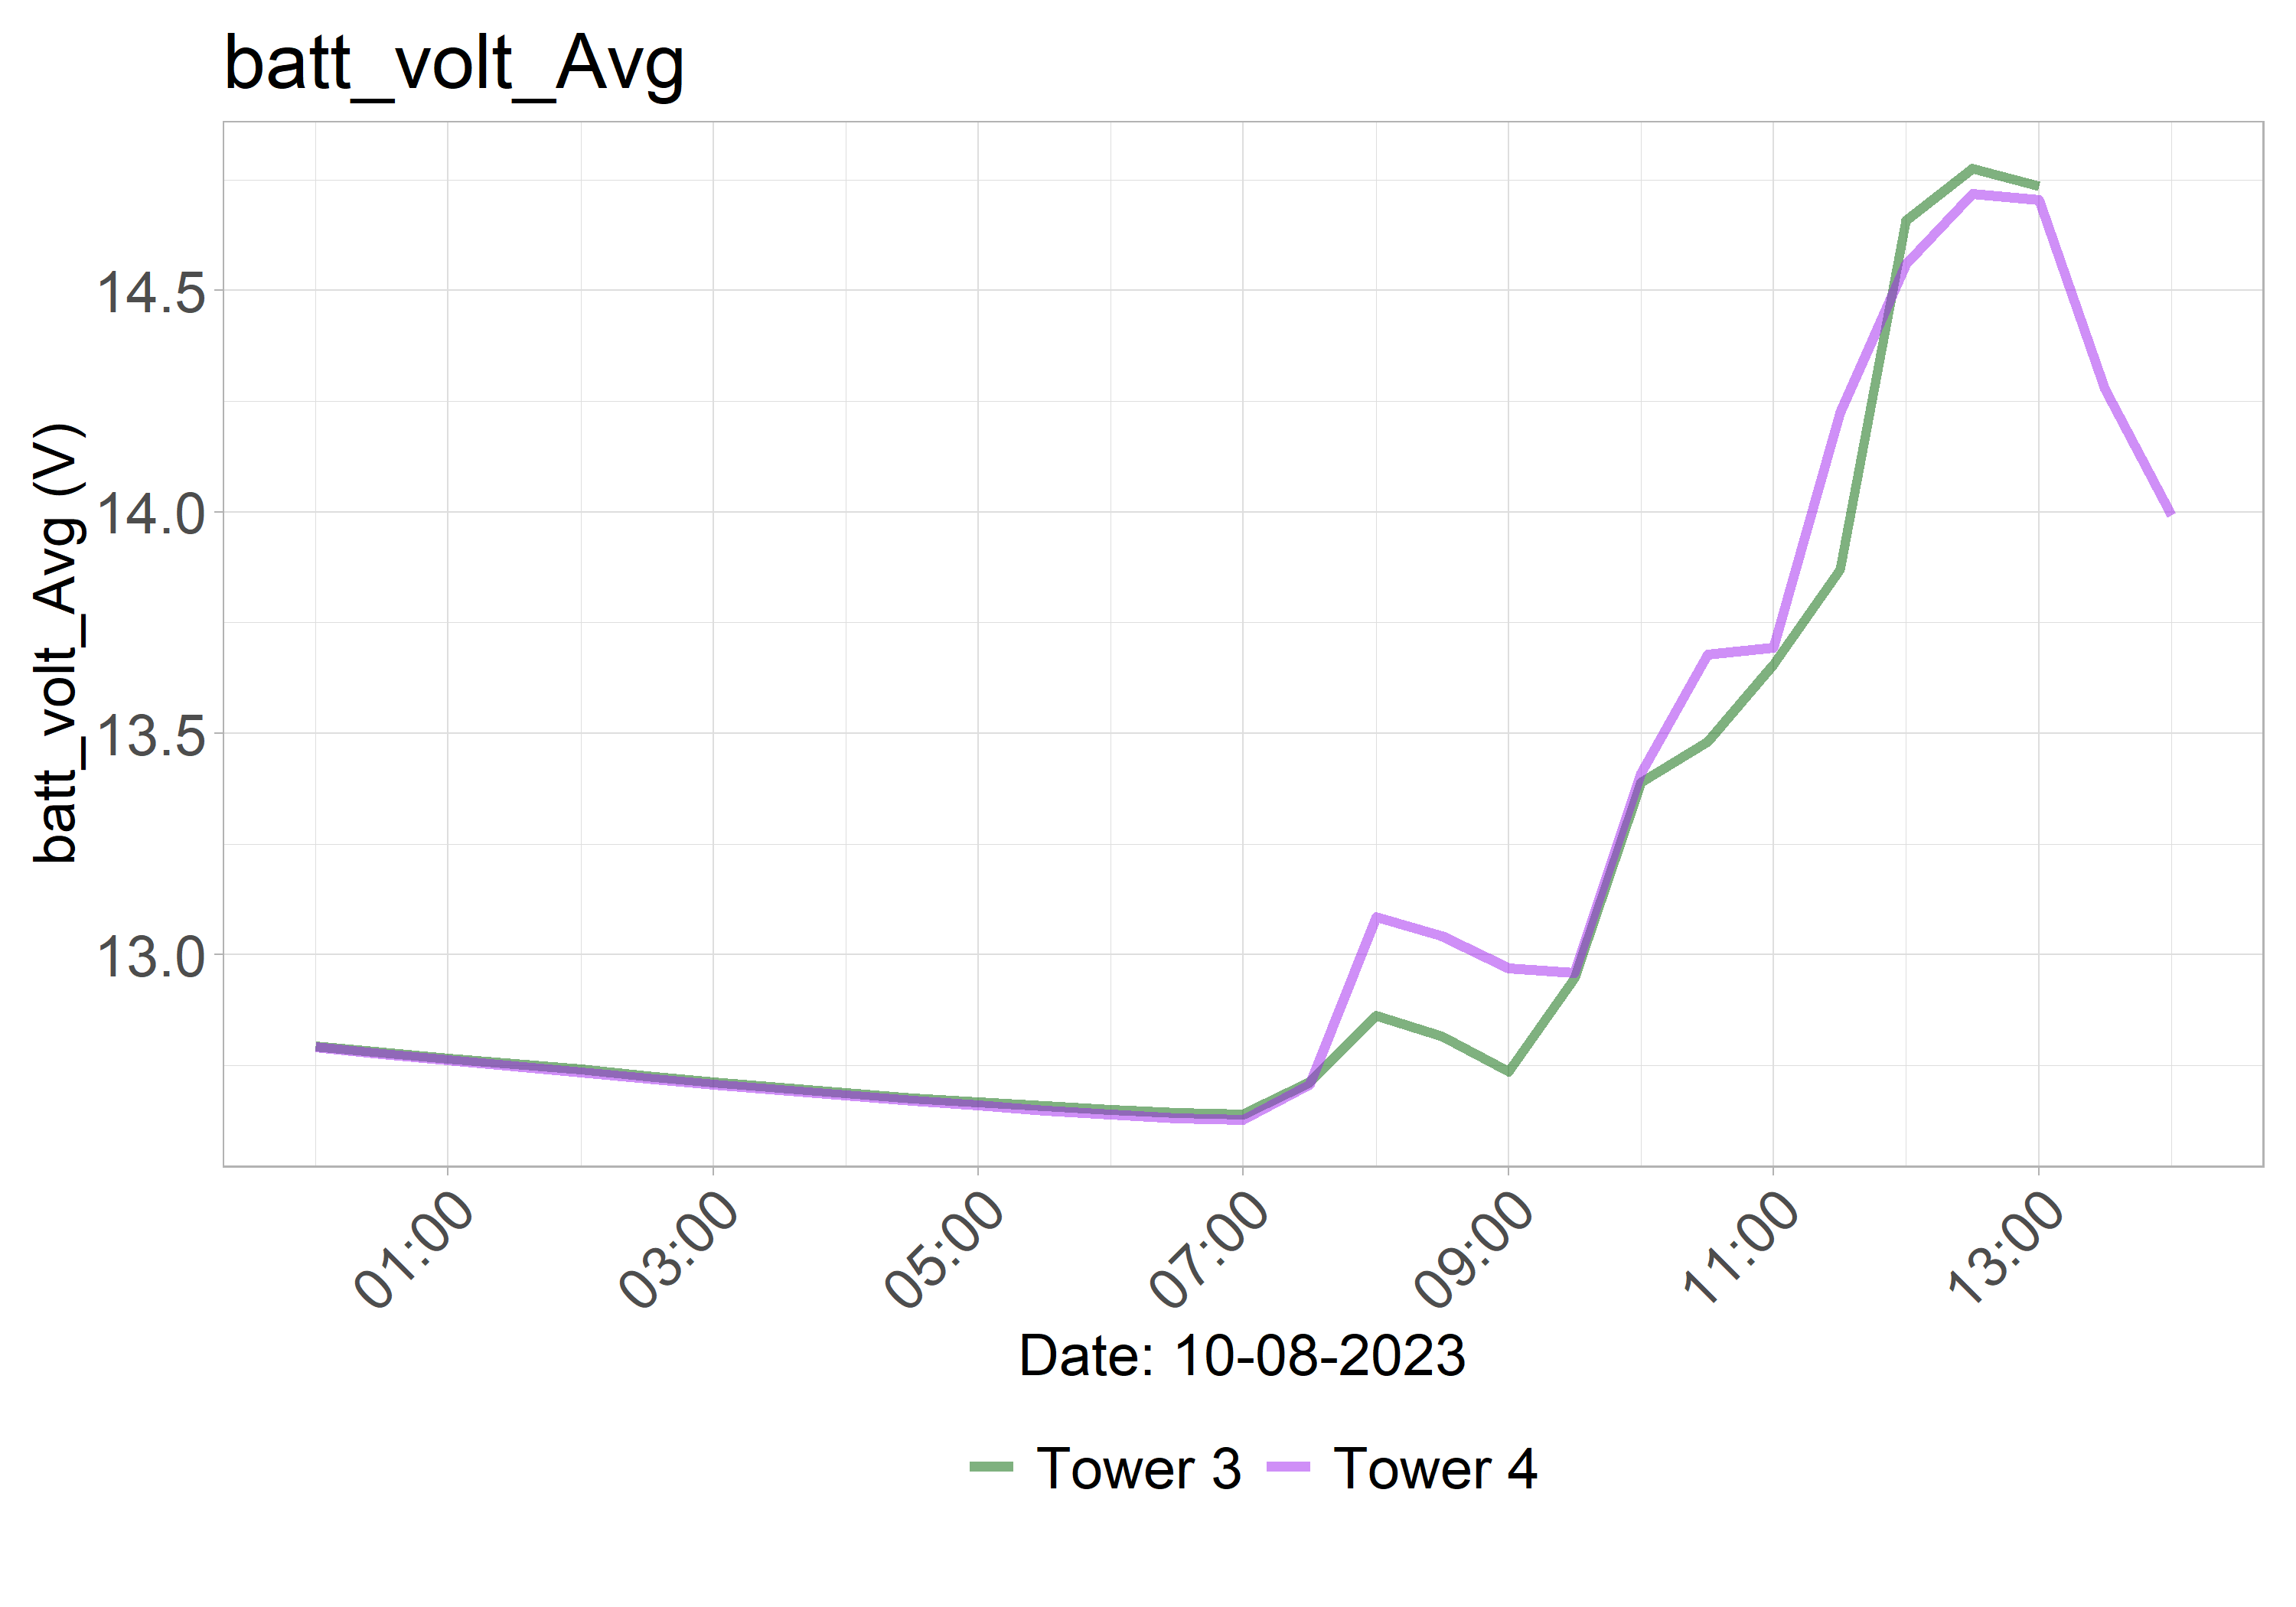 batt_volt_Avg
batt_volt_Avg (V)
14.5
14.0
13.5
13.0
01:00 03:00 05:00 07:00 09:00 11:00 13:00
Date: 10-08-2023
Tower 3 Tower 4